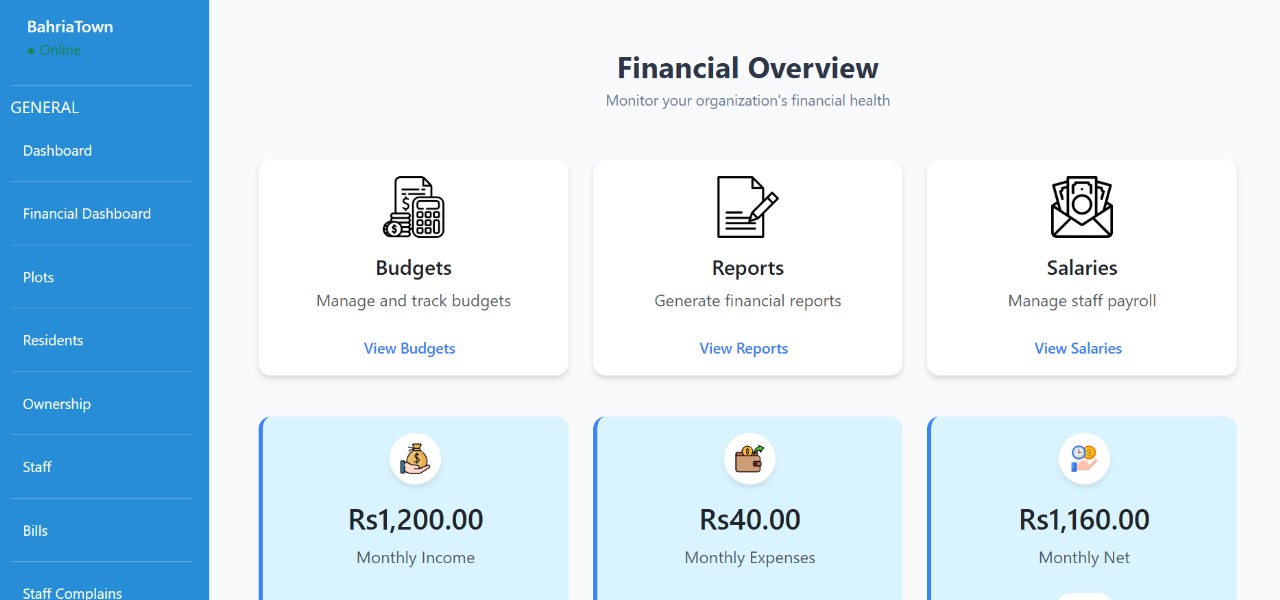 BahriaTown
● Online
GENERAL
Dashboard
Financial Dashboard
Plots
Residents
Ownership
Staff
Bills
Staff Complains
Financial Overview
Monitor your organization's financial health
Budgets
Manage and track budgets
View Budgets
Reports
Generate financial reports
View Reports
Salaries
Manage staff payroll
View Salaries
Rs1,200.00
Monthly Income
Rs40.00
Monthly Expenses
Rs1,160.00
Monthly Net